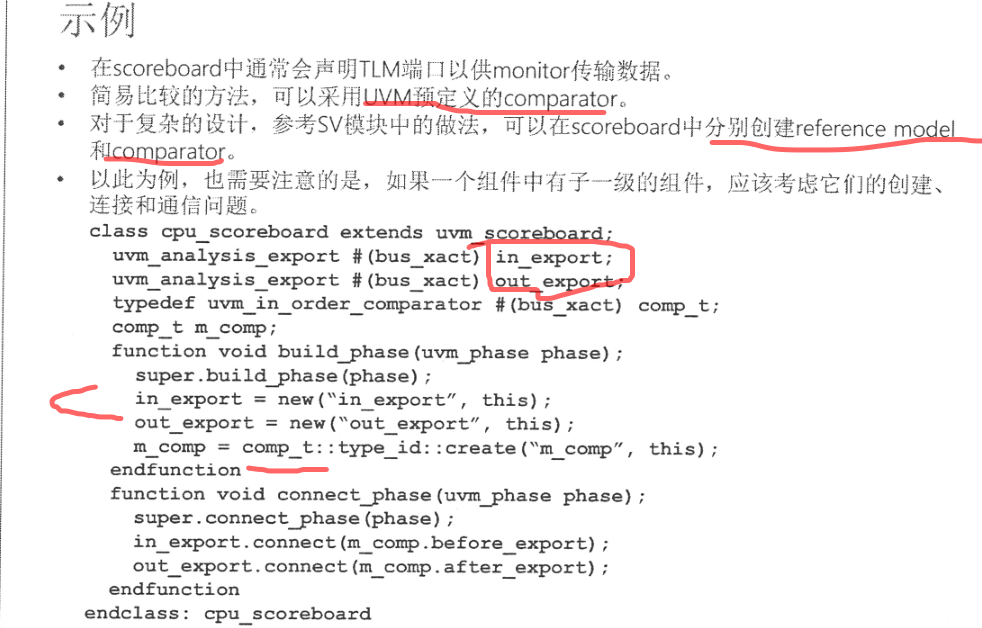 示例
• 在scoreboard中通常会声明TLM端口以供monitor传输数据。
• 简易比较的方法，可以采用UVM预定义的comparator。
• 对于复杂的设计，参考SV模块中的做法，可以在scoreboard中分别创建reference model
和comparator。
• 以此为例，也需要注意的是，如果一个组件中有子一级的组件，应该考虑它们的创建、
连接和通信问题。
class cpu_scoreboard extends uvm_scoreboard;
uvm_analysis_export #(bus_xact) in_export;
uvm_analysis_export #(bus_xact) out_export;
typedef uvm_in_order_comparator #(bus_xact) comp_t;
comp_t m_comp;
function void build_phase(uvm_phase phase);
super.build_phase(phase);
in_export = new(“in_export”, this);
out_export = new(“out_export”, this);
m_comp = comp_t::type_id::create(“m_comp”, this);
endfunction
function void connect_phase(uvm_phase phase);
super.connect_phase(phase);
in_export.connect(m_comp.before_export);
out_export.connect(m_comp.after_export);
endfunction
endclass: cpu_scoreboard